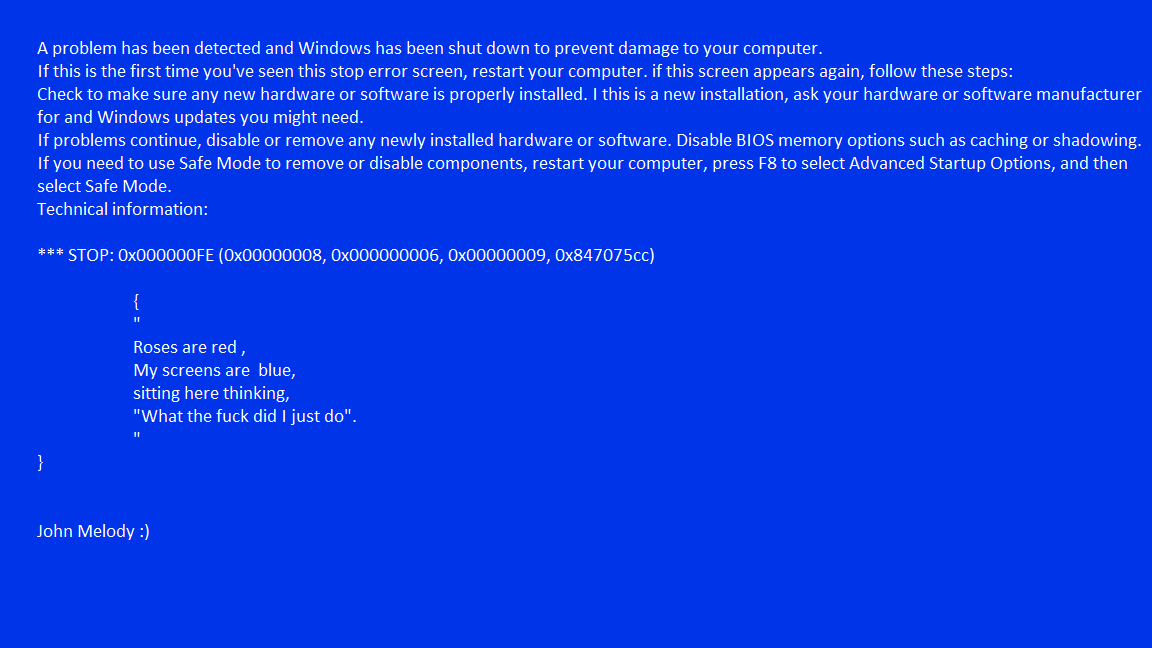 A problem has been detected and Windows has been shut down to prevent damage to your computer.
If this is the first time you've seen this stop error screen, restart your computer. if this screen appears again, follow these steps:
Check to make sure any new hardware or software is properly installed. I this is a new installation, ask your hardware or software manufacturer
for and Windows updates you might need.
If problems continue, disable or remove any newly installed hardware or software. Disable BIOS memory options such as caching or shadowing.
If you need to use Safe Mode to remove or disable components, restart your computer, press F8 to select Advanced Startup Options, and then
select Safe Mode.
Technical information:
*** STOP: 0x000000FE (0x00000008, 0x000000006, 0x00000009, 0x847075cc)
{
"
Roses are red ,
My screens are  blue,
sitting here thinking,
"What the fuck did I just do".
"
}
John Melody :)